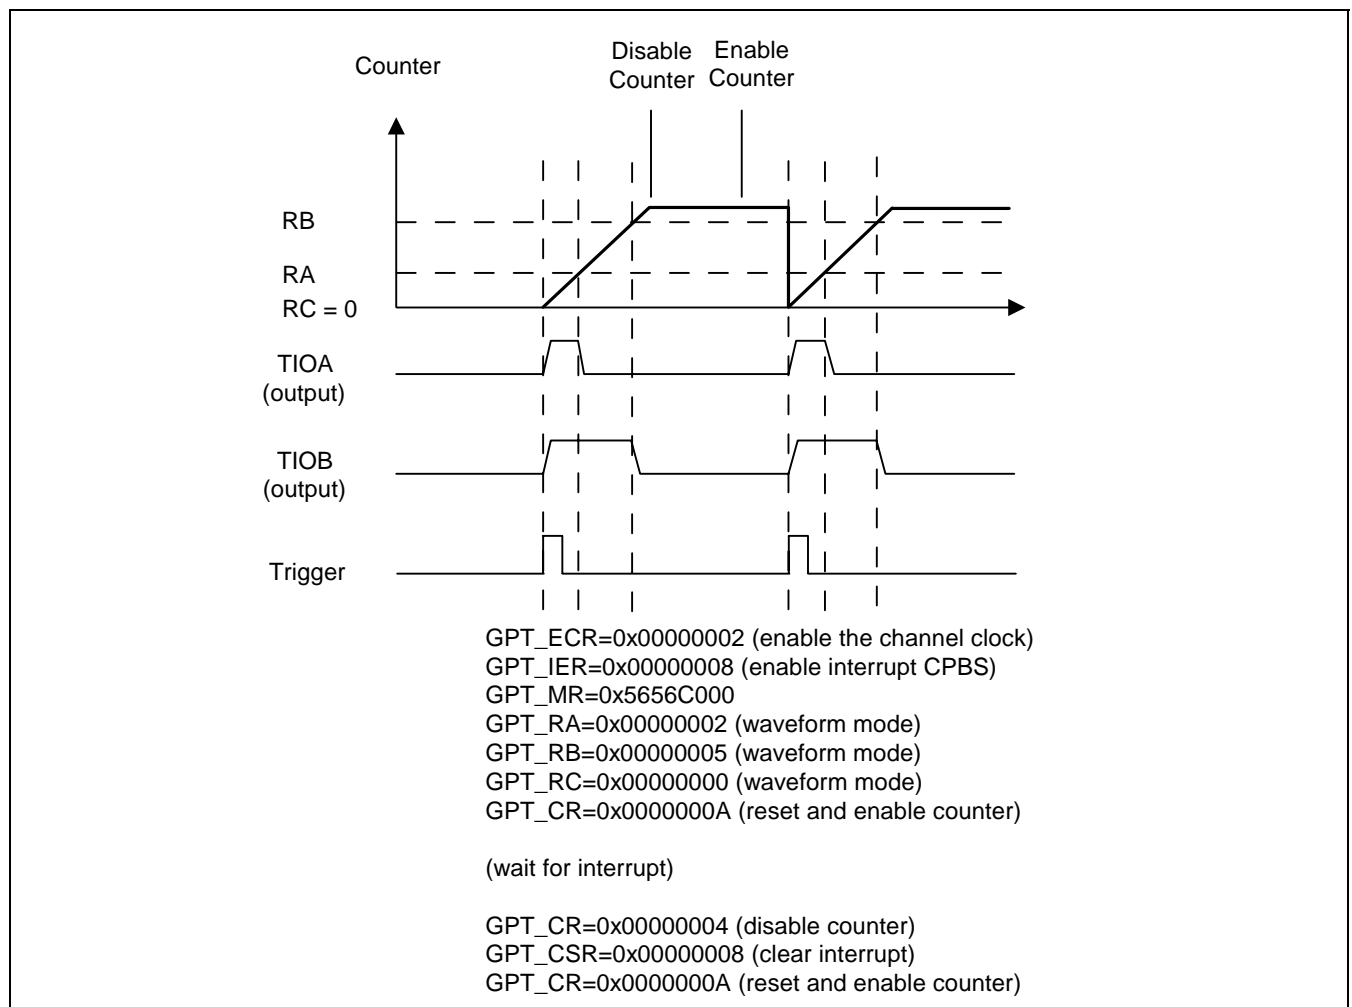 Counter
Disable
Counter
Enable
Counter
RB
RA
RC = 0
TIOA
(output)
TIOB
(output)
Trigger
GPT_ECR=0x00000002 (enable the channel clock)
GPT_IER=0x00000008 (enable interrupt CPBS)
GPT_MR=0x5656C000
GPT_RA=0x00000002 (waveform mode)
GPT_RB=0x00000005 (waveform mode)
GPT_RC=0x00000000 (waveform mode)
GPT_CR=0x0000000A (reset and enable counter)
(wait for interrupt)
GPT_CR=0x00000004 (disable counter)
GPT_CSR=0x00000008 (clear interrupt)
GPT_CR=0x0000000A (reset and enable counter)